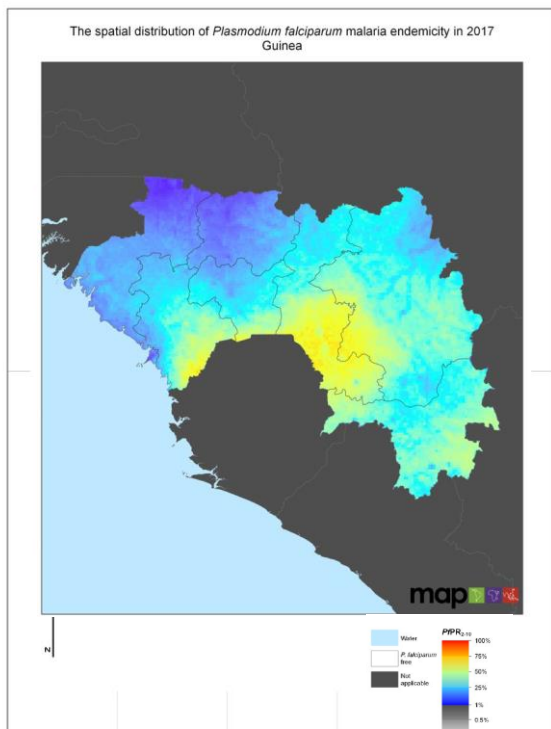 The spatial distribution of Plasmodium falciparum malaria endemicity in 2017
Guinea
map
N
Water
P. falciparum
free
Not
applicable
PfPR2-10
100%
75%
50%
25%
1%
0.5%